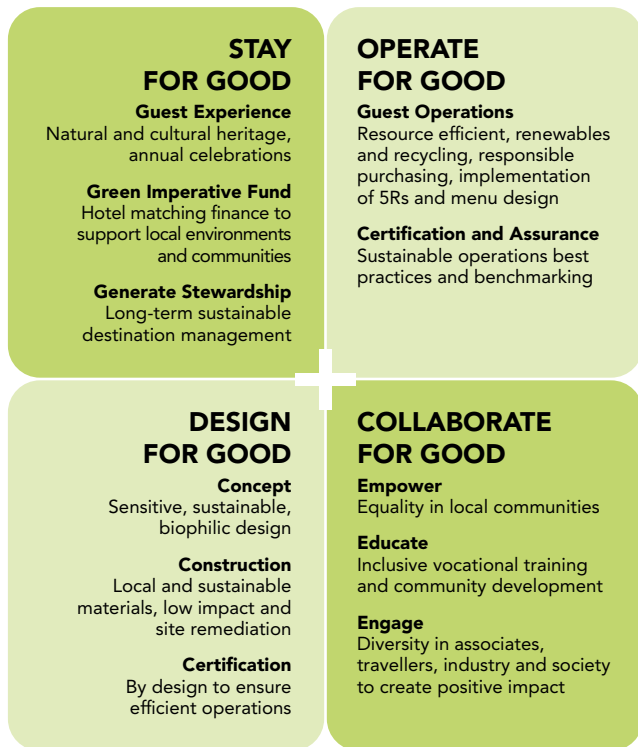 STAY
FOR GOOD
Guest Experience
Natural and cultural heritage,
annual celebrations
Green Imperative Fund
Hotel matching finance to
support local environments
and communities
Generate Stewardship
Long-term sustainable
destination management
OPERATE
FOR GOOD
Guest Operations
Resource efficient, renewables
and recycling, responsible
purchasing, implementation
of 5Rs and menu design
Certification and Assurance
Sustainable operations best
practices and benchmarking
DESIGN
FOR GOOD
Concept
Sensitive, sustainable,
biophilic design
Construction
Local and sustainable
materials, low impact and
site remediation
Certification
By design to ensure
efficient operations
COLLABORATE
FOR GOOD
Empower
Equality in local communities
Educate
Inclusive vocational training
and community development
Engage
Diversity in associates,
travellers, industry and society
to create positive impact